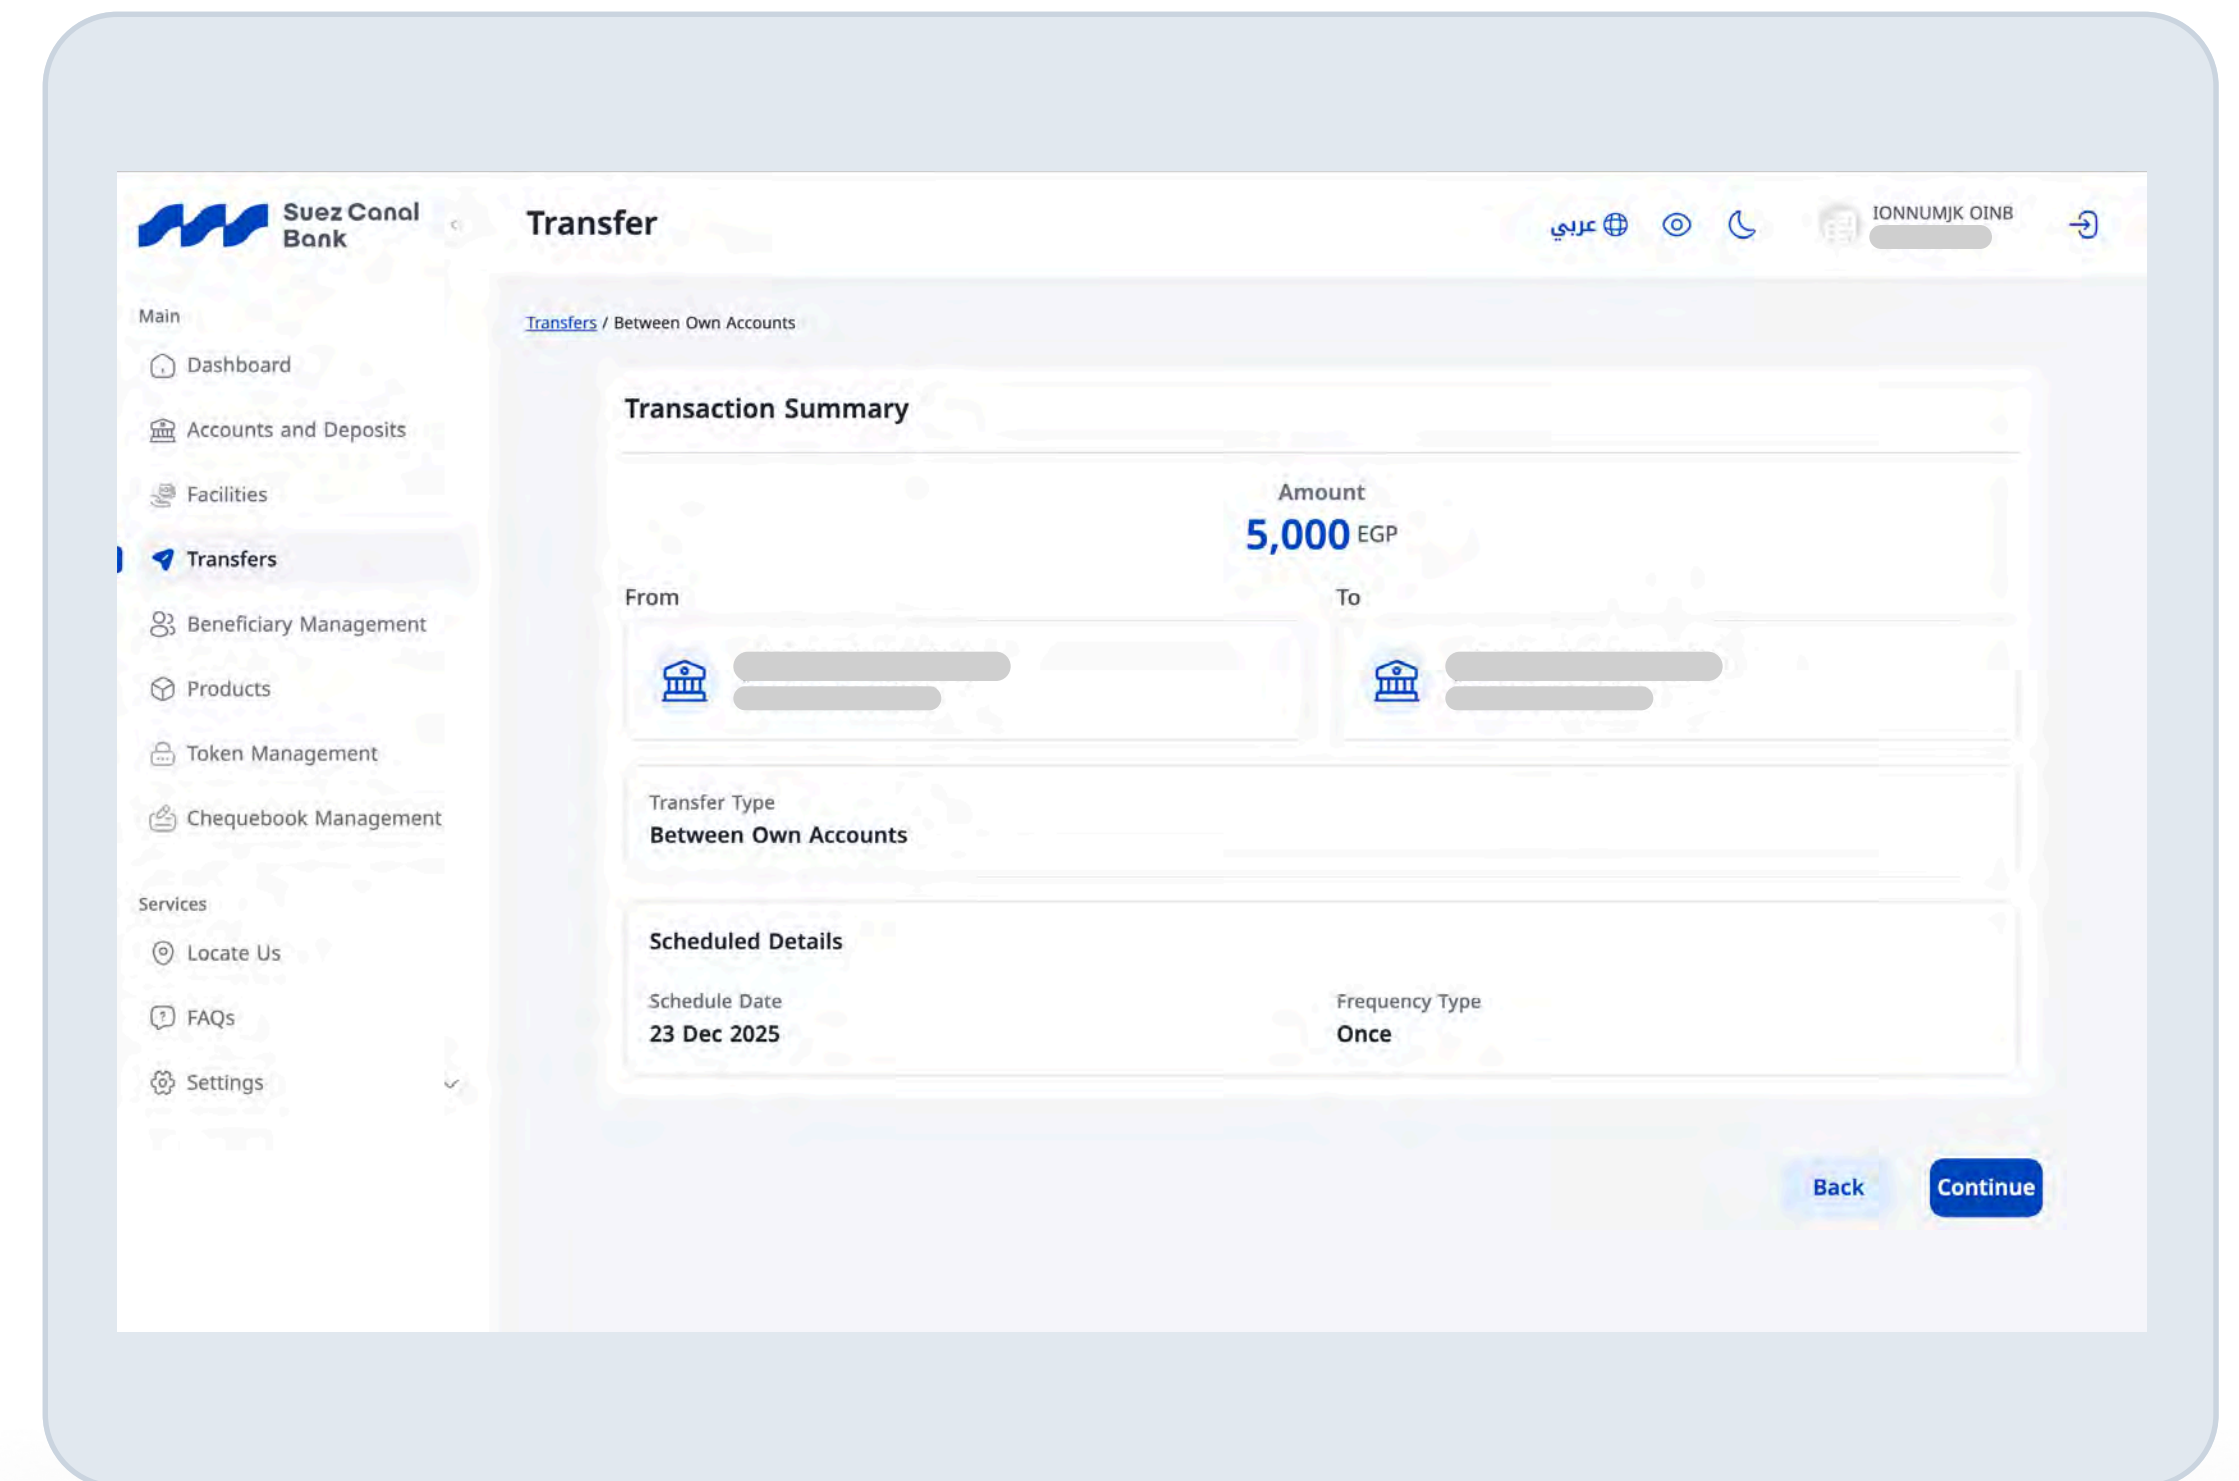 Suez Canal
Bank
Transfer
عربي
IONNUMJK OINB
Main
Dashboard
Accounts and Deposits
Facilities
Transfers
Beneficiary Management
Products
Token Management
Chequebook Management
Services
Locate Us
FAQs
Settings
Transfers / Between Own Accounts
Transaction Summary
Amount
5,000 EGP
From
To
Transfer Type
Between Own Accounts
Scheduled Details
Schedule Date
23 Dec 2025
Frequency Type
Once
Back
Continue